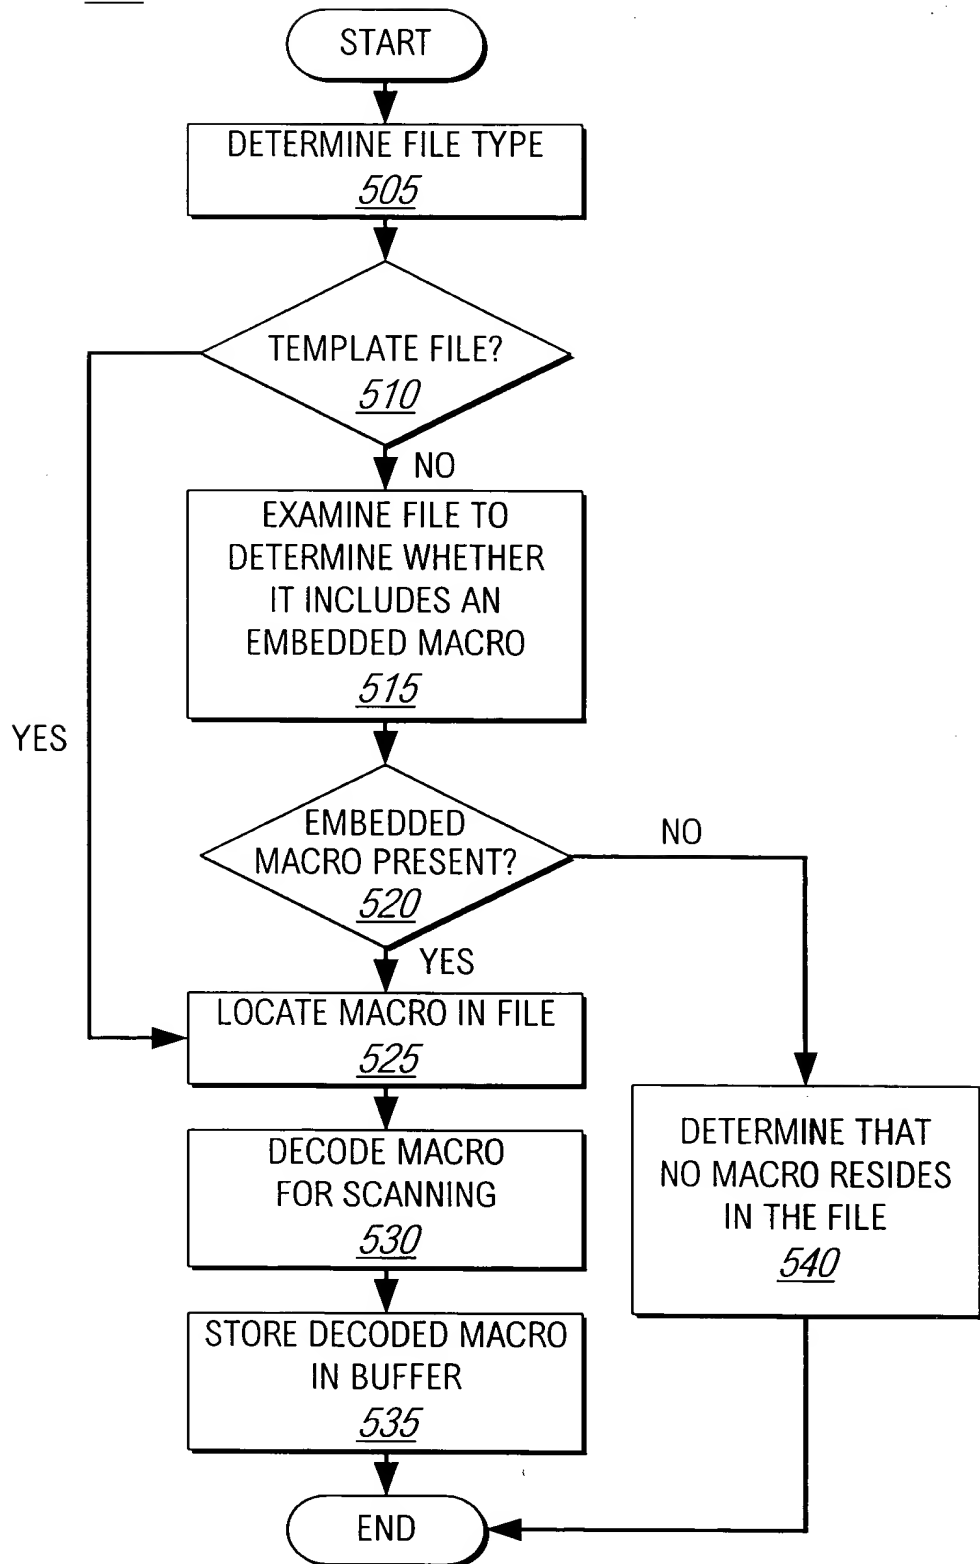 START
DETERMINE FILE TYPE
505
TEMPLATE FILE?
510
NO
EXAMINE FILE TO
DETERMINE WHETHER
IT INCLUDES AN
EMBEDDED MACRO
515
YES
EMBEDDED
MACRO PRESENT?
520
NO
YES
LOCATE MACRO IN FILE
525
DECODE MACRO
FOR SCANNING
530
DETERMINE THAT
NO MACRO RESIDES
IN THE FILE
540
STORE DECODED MACRO
IN BUFFER
535
END